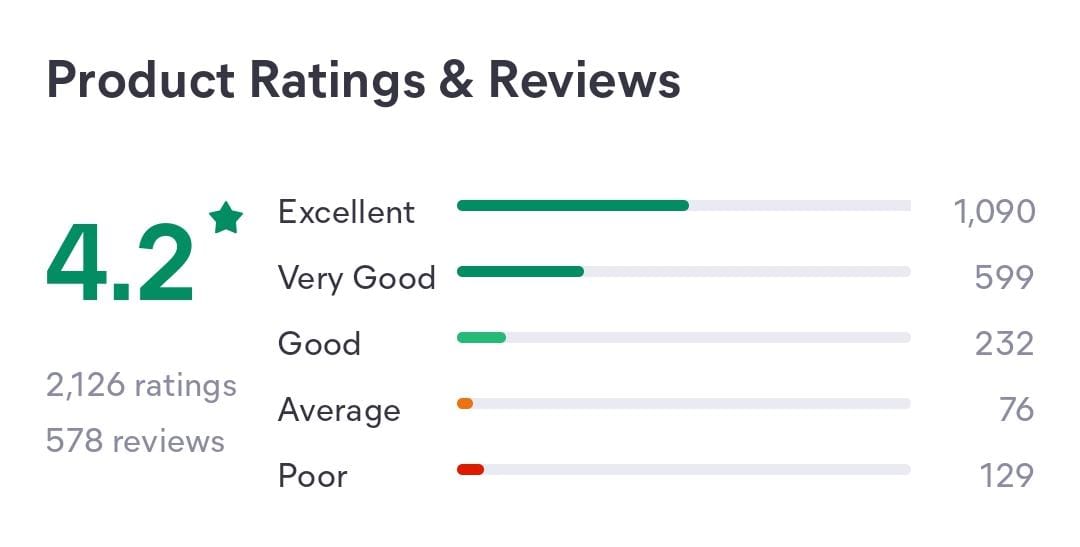 Product Ratings & Reviews
4.2
2,126 ratings
578 reviews
Excellent 1,090
Very Good 599
Good 232
Average 76
Poor 129